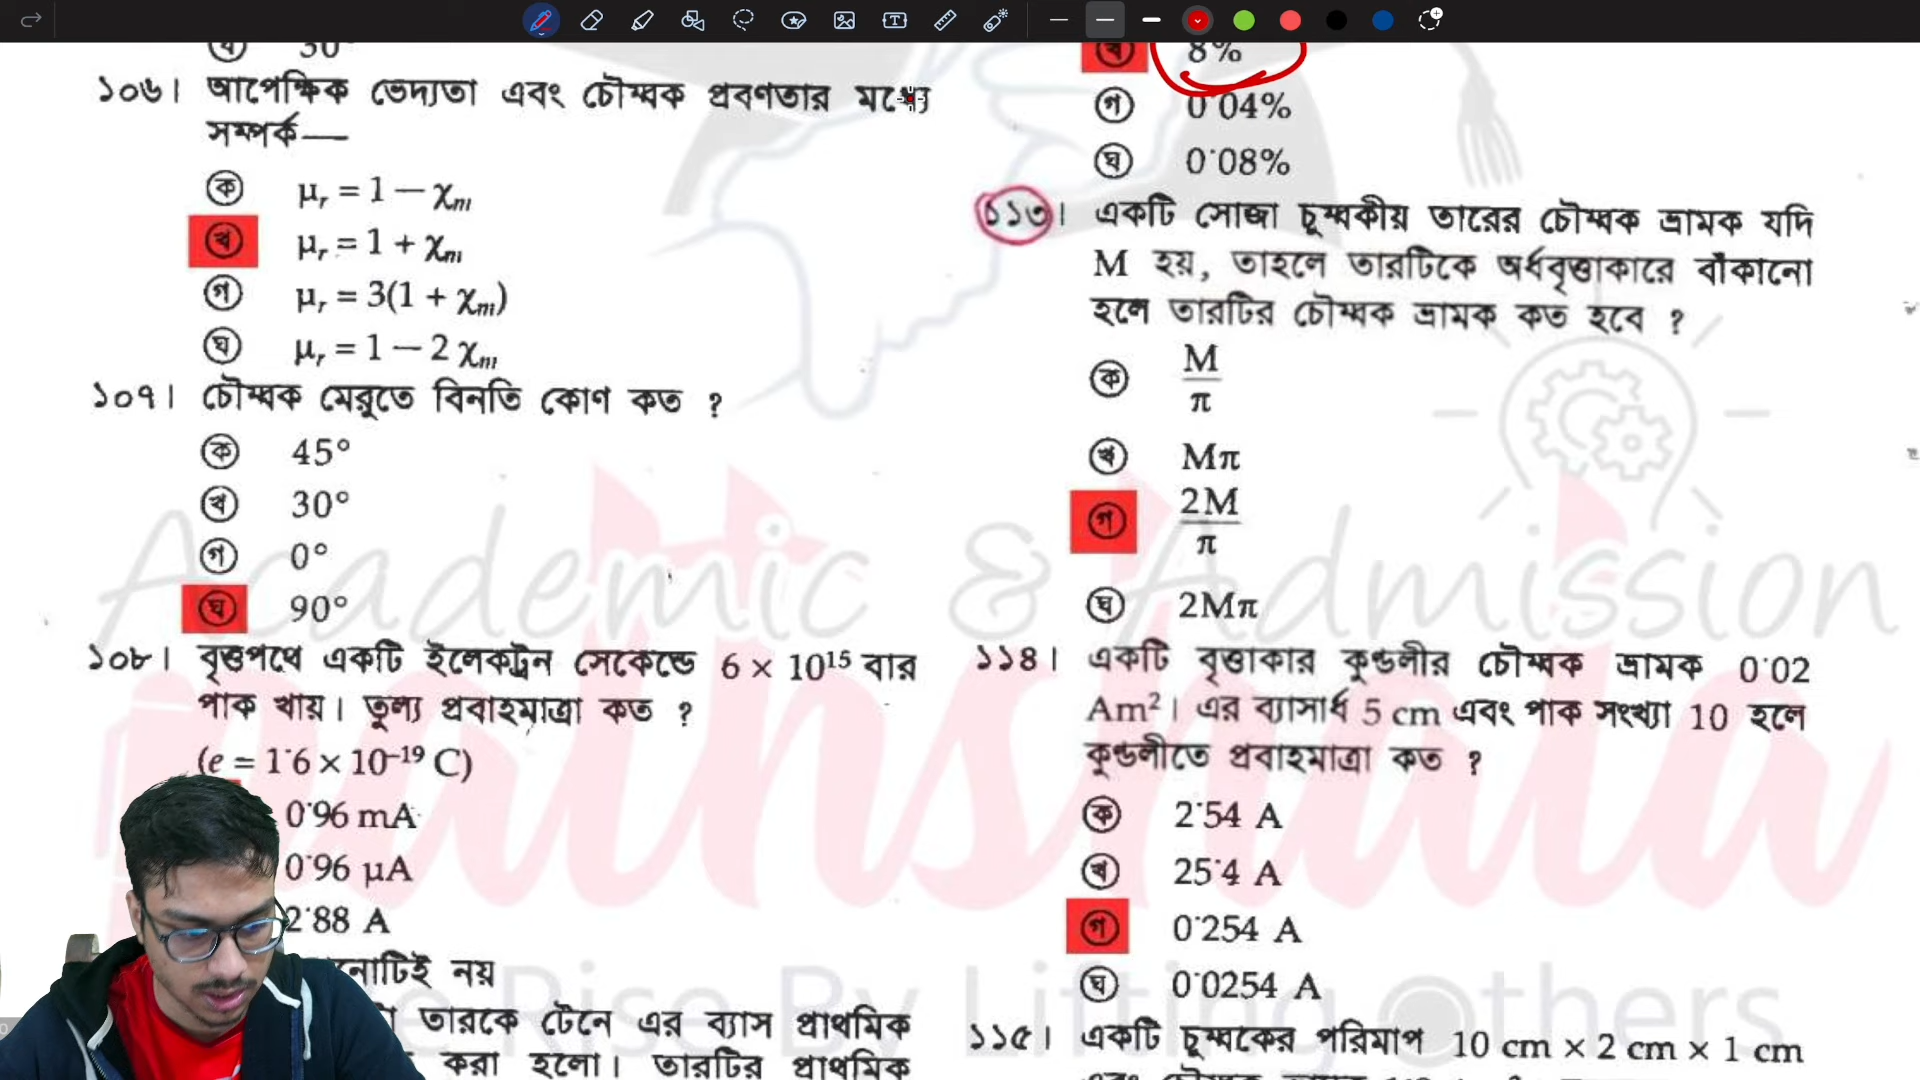 ঘ 30°
১০৬। আপেক্ষিক ভেদ্যতা এবং চৌম্বক প্রবণতার মধ্যে
সম্পর্ক—
ক μr = 1 — χm
খ μr = 1 + χm
গ μr = 3(1 + χm)
ঘ μr = 1 — 2 χm
১০৭। চৌম্বক মেরুতে বিনতি কোণ কত ?
ক 45°
খ 30°
গ 0°
ঘ 90°
১০৮। বৃত্তপথে একটি ইলেকট্রন সেকেন্ডে 6 × 10¹⁵ বার
পাক খায়। তুল্য প্রবাহমাত্রা কত ?
(e = 1·6 × 10⁻¹⁹ C)
0·96 mA
0·96 μA
2·88 A
নয়
তারকে টেনে এর ব্যাস প্রাথমিক
করা হলো। তারটির প্রাথমিক
খ 8%
গ 0·04%
ঘ 0·08%
১১৩। একটি সোজা চুম্বকীয় তারের চৌম্বক ভ্রামক যদি
M হয়, তাহলে তারটিকে অর্ধবৃত্তাকারে বাঁকানো
হলে তারটির চৌম্বক ভ্রামক কত হবে ?
ক M/π
খ Mπ
গ 2M/π
ঘ 2Mπ
১১৪। একটি বৃত্তাকার কুণ্ডলীর চৌম্বক ভ্রামক 0·02
Am²। এর ব্যাসার্ধ 5 cm এবং পাক সংখ্যা 10 হলে
কুণ্ডলীতে প্রবাহমাত্রা কত ?
ক 2·54 A
খ 25·4 A
গ 0·254 A
ঘ 0·0254 A
১১৫। একটি চুম্বকের পরিমাপ 10 cm × 2 cm × 1 cm
Academic & Admission
pathshala
Rise By Lifting Others